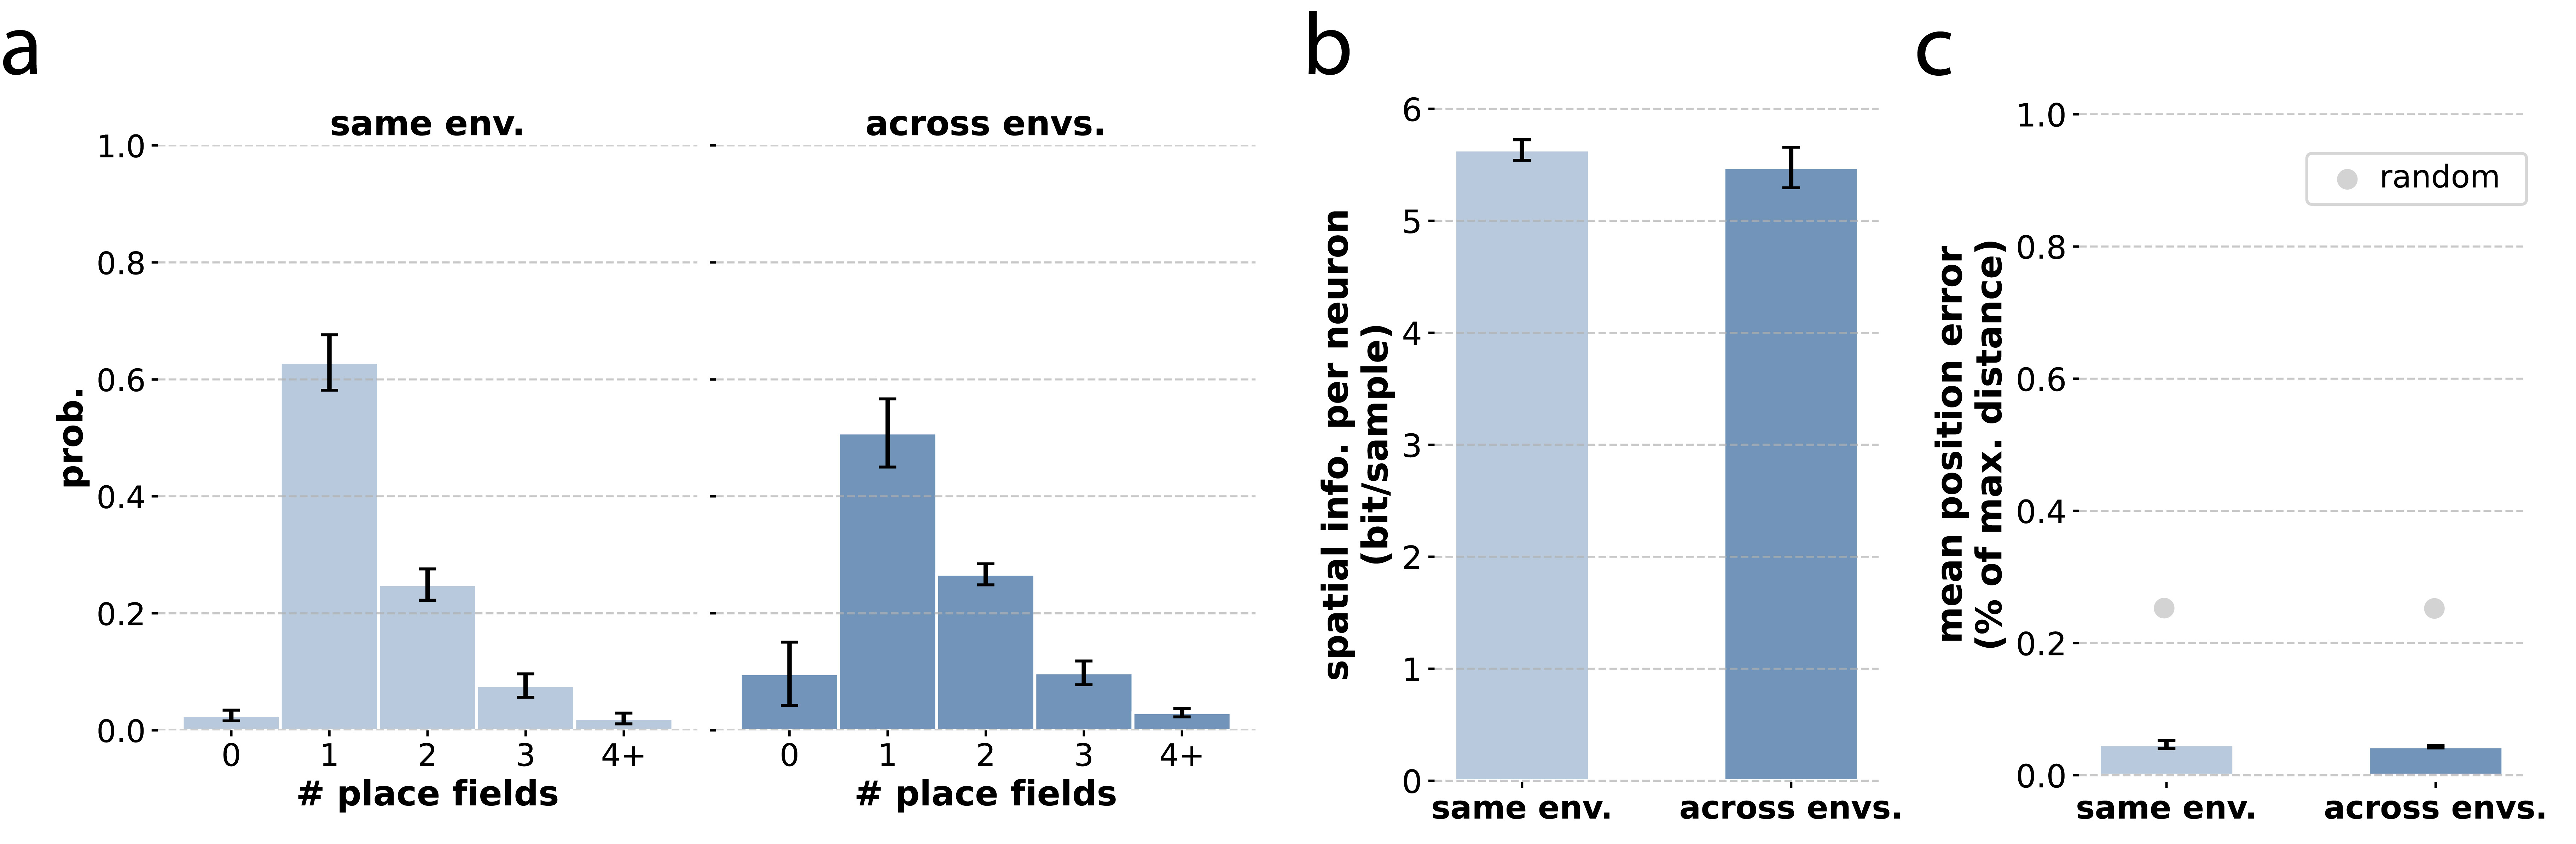 a
same env.
across envs.
prob.
1.0
0.8
0.6
0.4
0.2
0.0
0 1 2 3 4+
# place fields
0 1 2 3 4+
# place fields
b
spatial info. per neuron
(bit/sample)
6
5
4
3
2
1
0
same env.
across envs.
c
mean position error
(% of max. distance)
1.0
0.8
0.6
0.4
0.2
0.0
random
same env.
across envs.